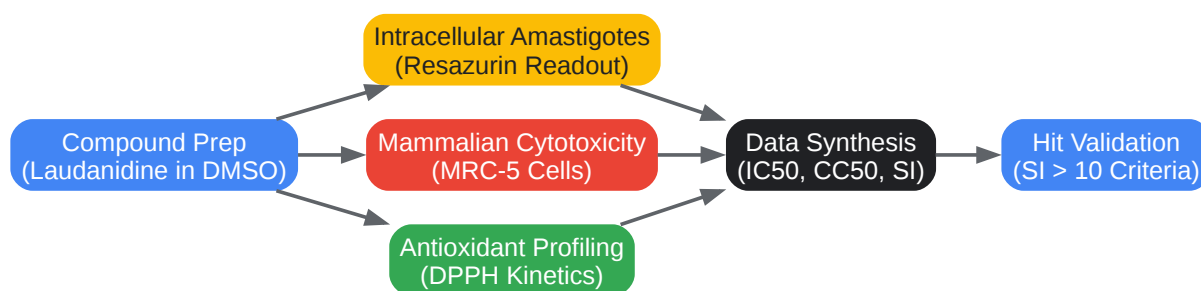 Intracellular Amastigotes
(Resazurin Readout)
Compound Prep
(Laudanidine in DMSO)
Mammalian Cytotoxicity
(MRC-5 Cells)
Data Synthesis
(IC50, CC50, SI)
Hit Validation
(SI > 10 Criteria)
Antioxidant Profiling
(DPPH Kinetics)